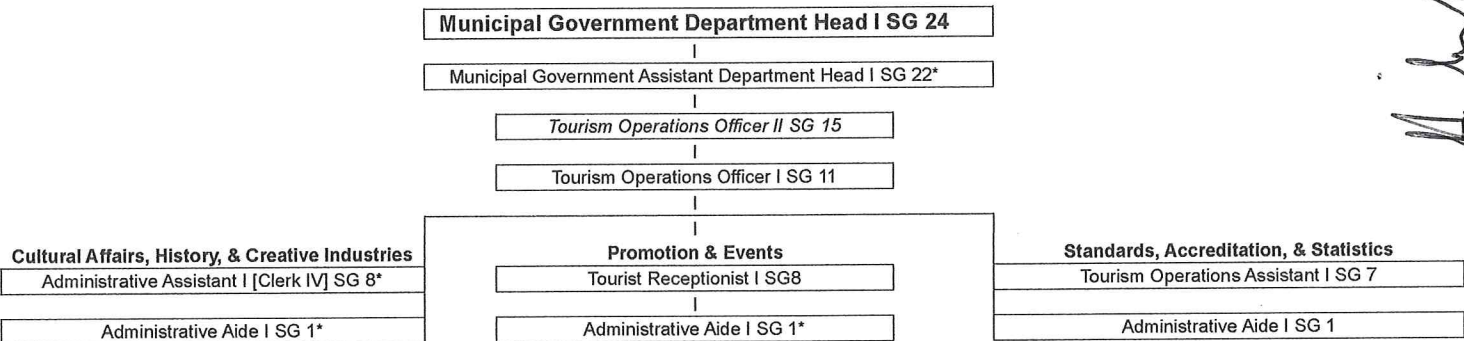 Municipal Government Department Head I SG 24
Municipal Government Assistant Department Head I SG 22*
Tourism Operations Officer II SG 15
Tourism Operations Officer I SG 11
Cultural Affairs, History, & Creative Industries
Administrative Assistant I [Clerk IV] SG 8*
Administrative Aide I SG 1*
Promotion & Events
Tourist Receptionist I SG8
Administrative Aide I SG 1*
Standards, Accreditation, & Statistics
Tourism Operations Assistant I SG 7
Administrative Aide I SG 1